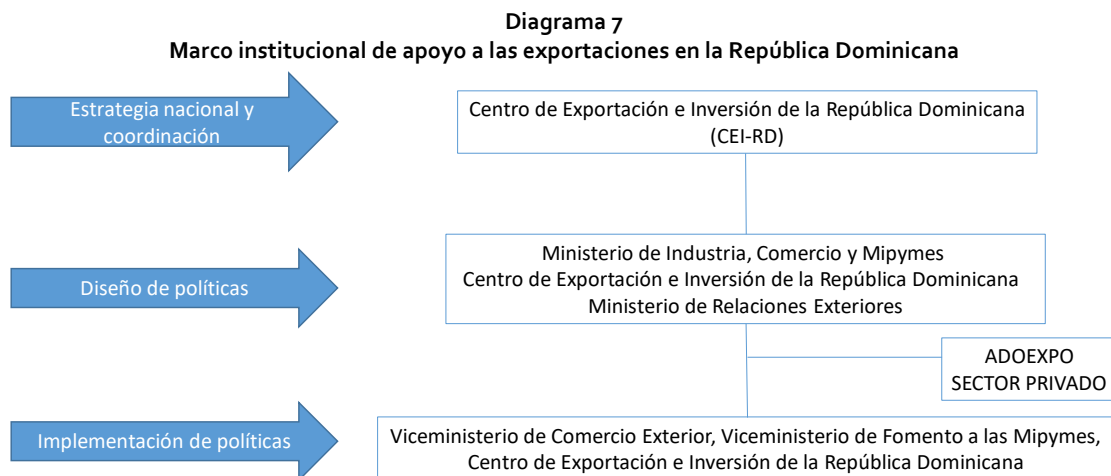 Diagrama 7
Marco institucional de apoyo a las exportaciones en la República Dominicana
Estrategia nacional y
coordinación
Centro de Exportación e Inversión de la República Dominicana
(CEI-RD)
Diseño de políticas
Ministerio de Industria, Comercio y Mipymes
Centro de Exportación e Inversión de la República Dominicana
Ministerio de Relaciones Exteriores
ADOEXPO
SECTOR PRIVADO
Implementación de políticas
Viceministerio de Comercio Exterior, Viceministerio de Fomento a las Mipymes,
Centro de Exportación e Inversión de la República Dominicana